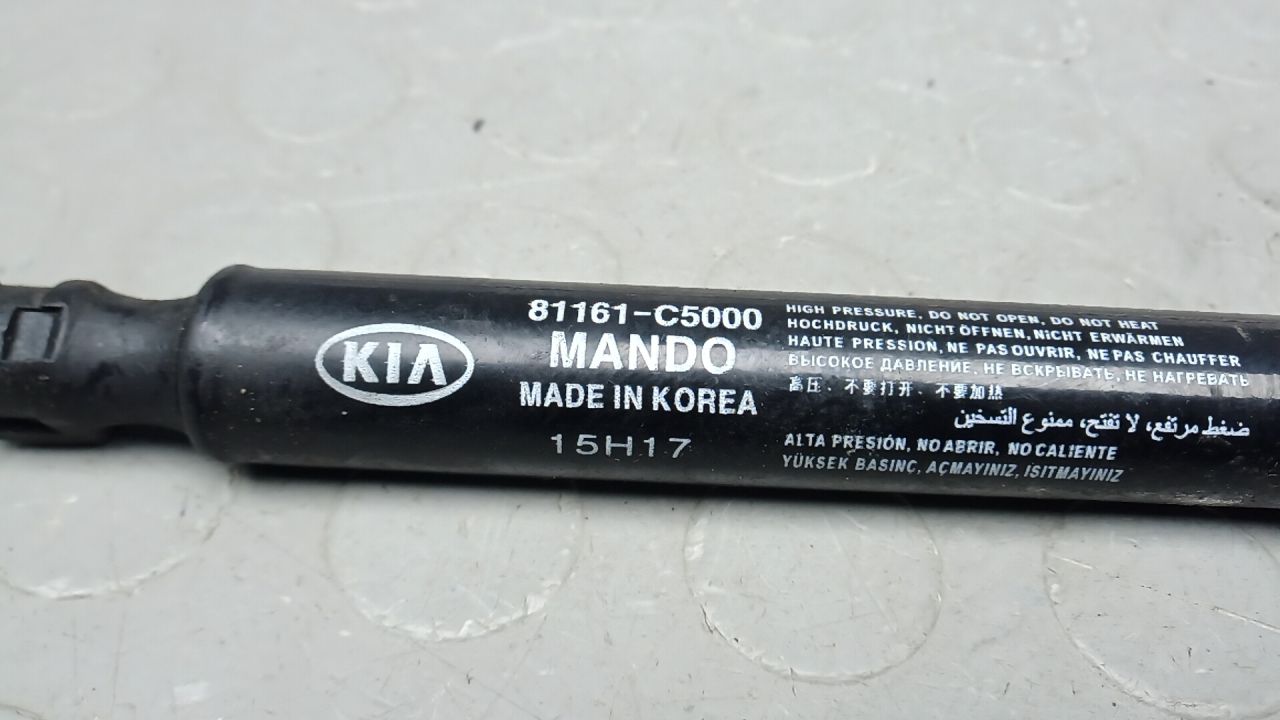 KIA
81161-C5000
MANDO
MADE IN KOREA
15H17
HIGH PRESSURE, DO NOT OPEN, DO NOT HEAT
HOCHDRUCK, NICHT ÖFFNEN, NICHT ERWÄRMEN
HAUTE PRESSION, NE PAS OUVRIR, NE PAS CHAUFFER
ВЫСОКОЕ ДАВЛЕНИЕ, НЕ ВСКРЫВАТЬ, НЕ НАГРЕВАТЬ
高压、不要打开、不要加热
ضغط مرتفع، لا تفتح، ممنوع التسخين
ALTA PRESIÓN, NO ABRIR, NO CALIENTE
YÜKSEK BASINC, AÇMAYINIZ, ISITMAYINIZ